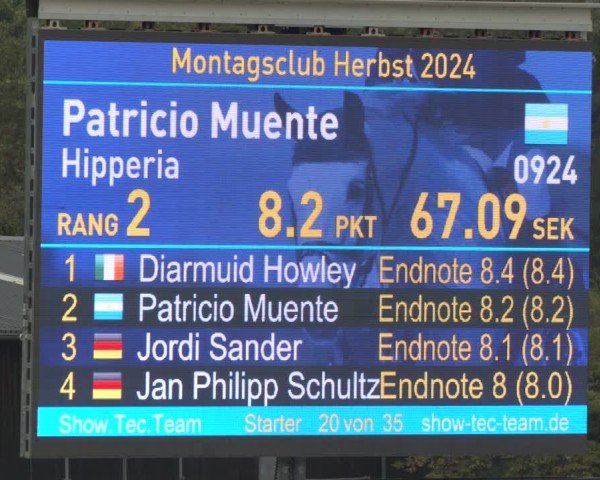 Montagsclub Herbst 2024
Patricio Muente
Hipperia 0924
RANG 2 8.2 PKT 67.09 SEK
1 Diarmuid Howley Endnote 8.4 (8.4)
2 Patricio Muente Endnote 8.2 (8.2)
3 Jordi Sander Endnote 8.1 (8.1)
4 Jan Philipp Schultz Endnote 8 (8.0)
Show.Tec.Team Starter 20 von 35 show-tec-team.de